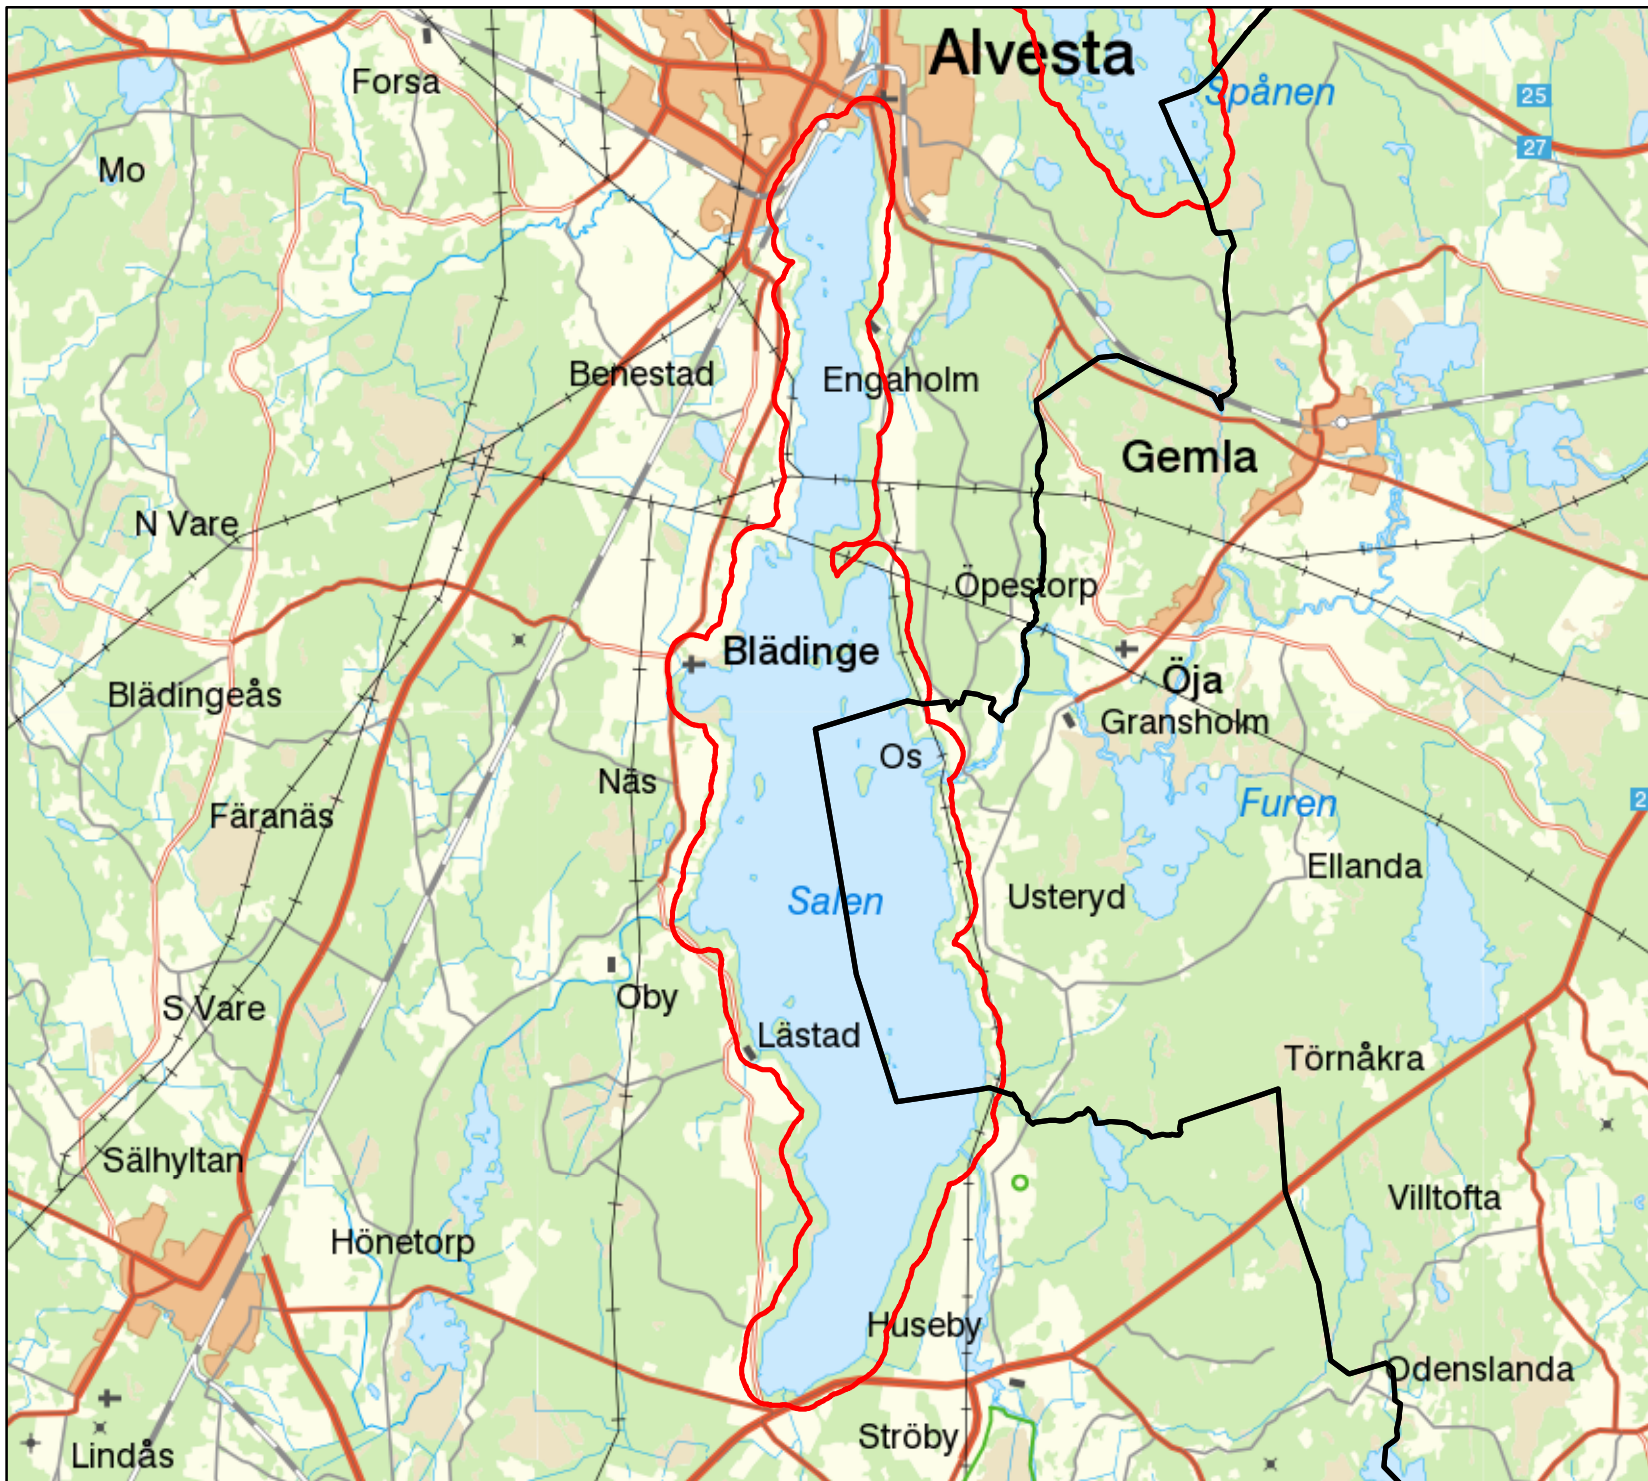 Alvesta
Forsa
Spånen
25
27
Mo
Benestad
Engaholm
Gemla
N Vare
Öpestorp
Blädinge
Öja
Blädingeås
Gransholm
Os
Näs
Furen
Färanäs
Ellanda
Salen
Usteryd
Oby
S Vare
Lästad
Törnåkra
Sälhyltan
Villtofta
Hönetorp
Huseby
Odenslanda
Ströby
Lindås